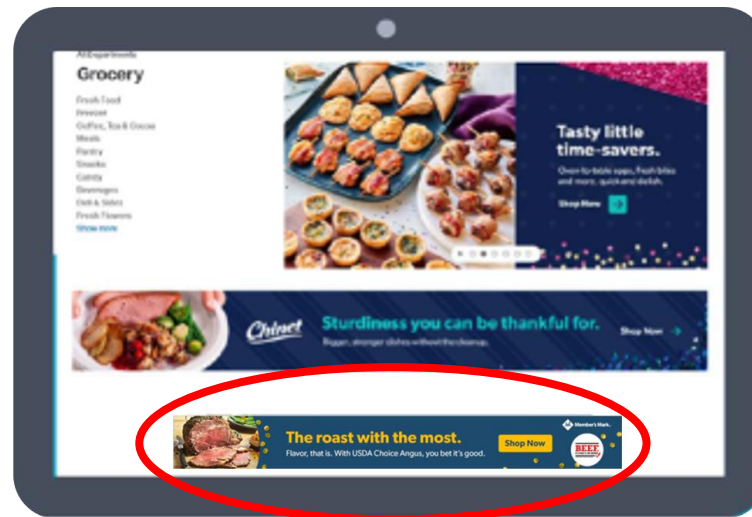 All Departments
Grocery
Fresh Food
Freezer
Coffee, Tea & Cocoa
Meals
Pantry
Snacks
Candy
Beverages
Deli & Sides
Fresh Flowers
Show more
Tasty little
time-savers.
Oven-to-table apps, fresh bites
and more, quick and delish.
Shop Now
Chinet
Sturdiness you can be thankful for.
Bigger, stronger dishes without the cleanup.
Shop Now
The roast with the most.
Flavor, that is. With USDA Choice Angus, you bet it's good.
Shop Now
Member's Mark.
BEEF